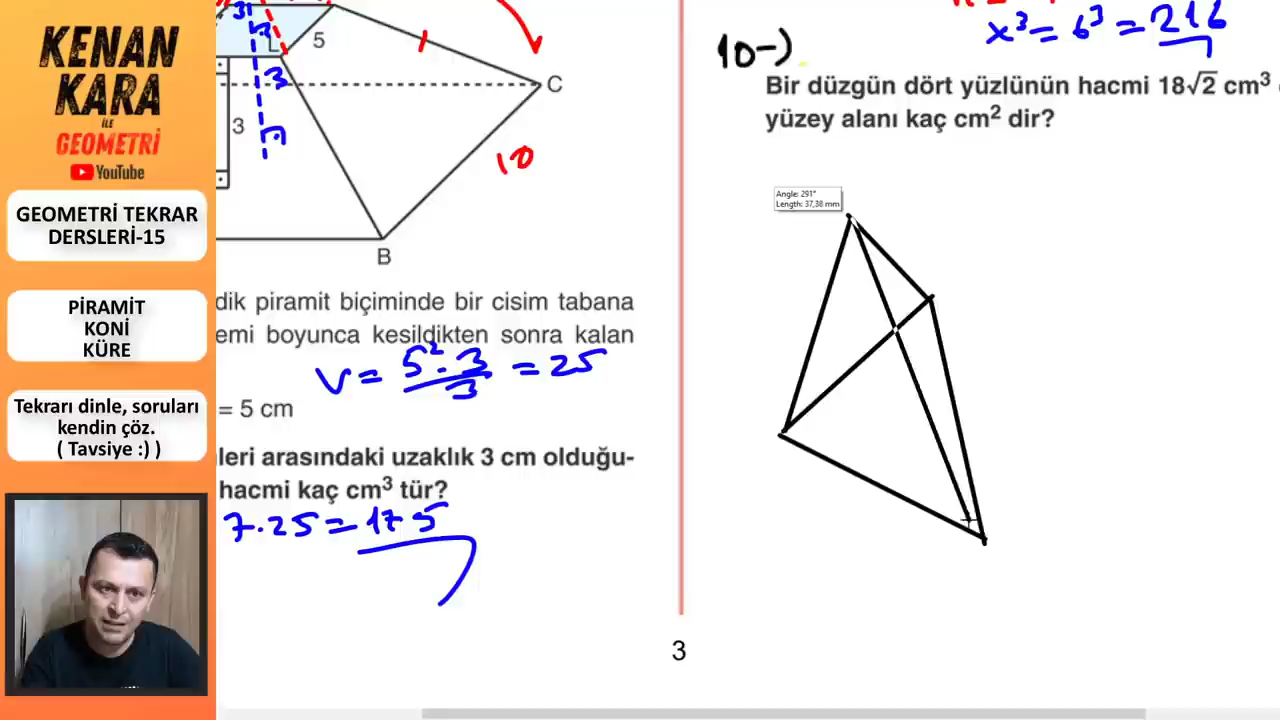 KENAN
KARA
İLE
GEOMETRİ
YouTube
GEOMETRİ TEKRAR
DERSLERİ-15
PİRAMİT
KONİ
KÜRE
Tekrarı dinle, soruları
kendin çöz.
( Tavsiye :) )
3
3
L
5
3
C
3
10
B
dik piramit biçiminde bir cisim tabana
emi boyunca kesildikten sonra kalan
V = 5². 3 / 3 = 25
= 5 cm
leri arasındaki uzaklık 3 cm olduğu-
hacmi kaç cm³ tür?
7.25 = 175
x³ = 6³ = 216
10-)
Bir düzgün dört yüzlünün hacmi 18√2 cm³
yüzey alanı kaç cm² dir?
Angle: 291°
Length: 37,38 mm
3